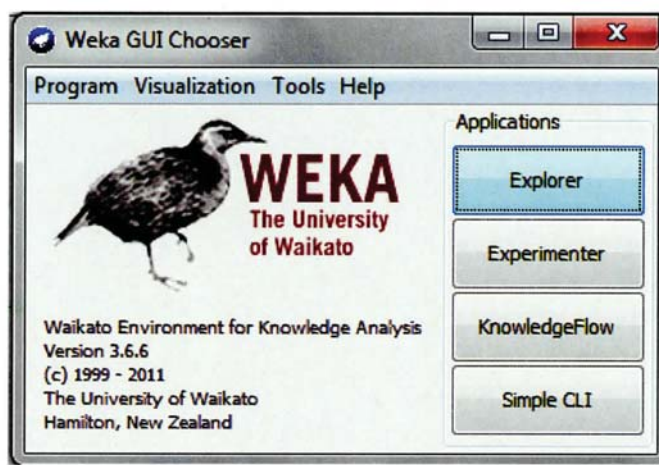 Weka GUI Chooser
Program Visualization Tools Help
WEKA
The University
of Waikato
Waikato Environment for Knowledge Analysis
Version 3.6.6
(c) 1999 - 2011
The University of Waikato
Hamilton, New Zealand
Applications
Explorer
Experimenter
KnowledgeFlow
Simple CLI